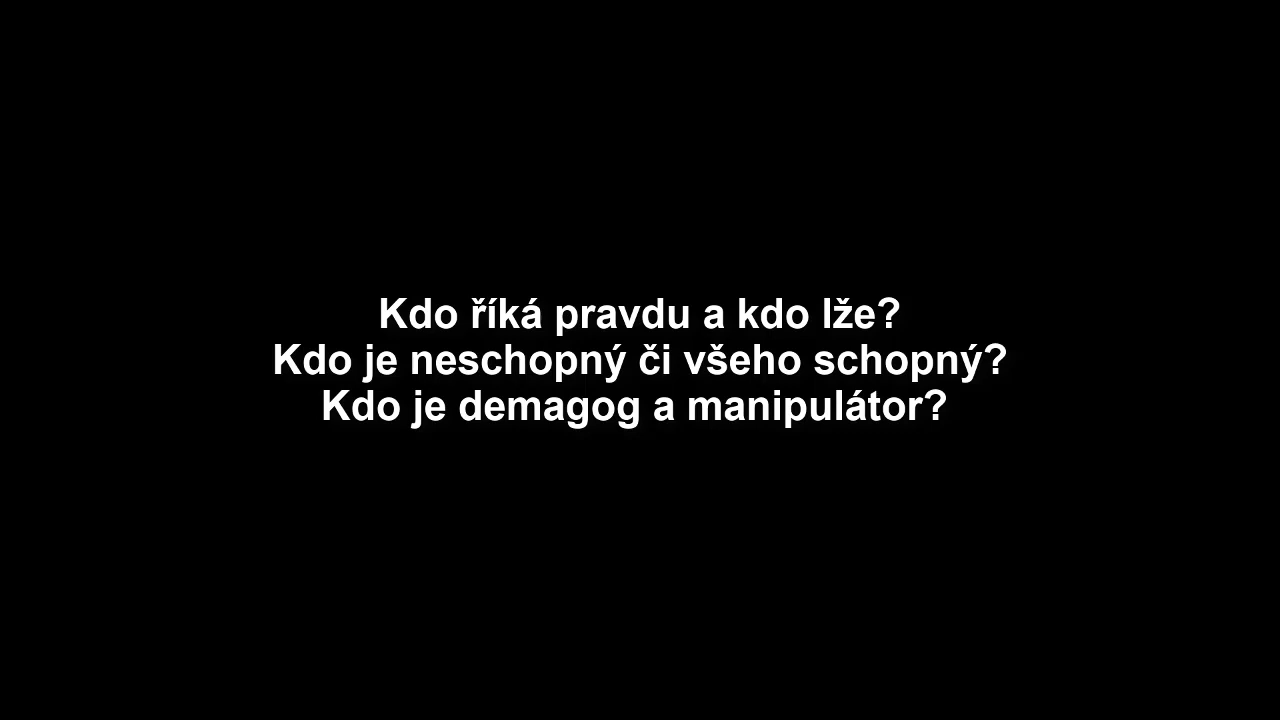 Kdo říká pravdu a kdo lže?
Kdo je neschopný či všeho schopný?
Kdo je demagog a manipulátor?